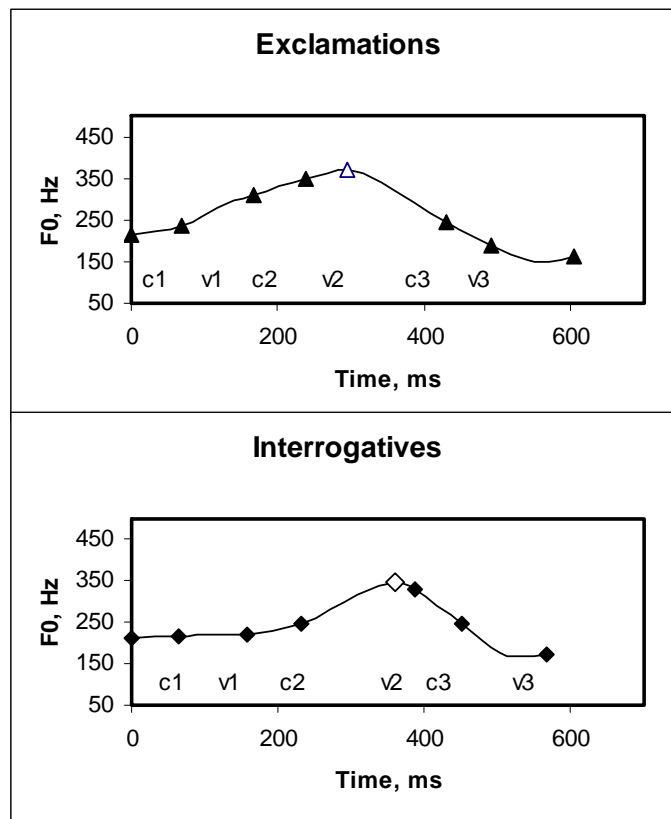 Exclamations
450
350
250
150
50
F0, Hz
c1 v1 c2 v2 c3 v3
0 200 400 600
Time, ms
Interrogatives
450
350
250
150
50
F0, Hz
c1 v1 c2 v2 c3 v3
0 200 400 600
Time, ms